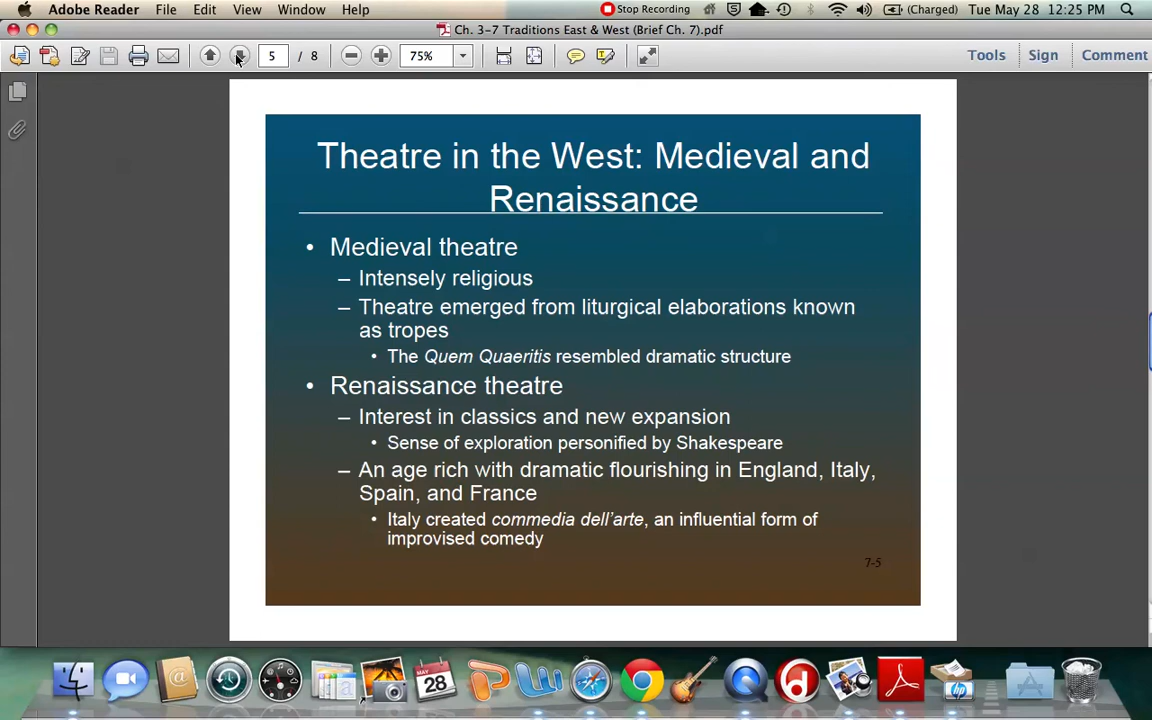 Adobe Reader File Edit View Window Help Stop Recording (Charged) Tue May 28 12:25 PM
Ch. 3-7 Traditions East & West (Brief Ch. 7).pdf
5 / 8 75% Tools Sign Comment
Theatre in the West: Medieval and
Renaissance
• Medieval theatre
– Intensely religious
– Theatre emerged from liturgical elaborations known
as tropes
• The Quem Quaeritis resembled dramatic structure
• Renaissance theatre
– Interest in classics and new expansion
• Sense of exploration personified by Shakespeare
– An age rich with dramatic flourishing in England, Italy,
Spain, and France
• Italy created commedia dell'arte, an influential form of
improvised comedy
7-5
MAY
28